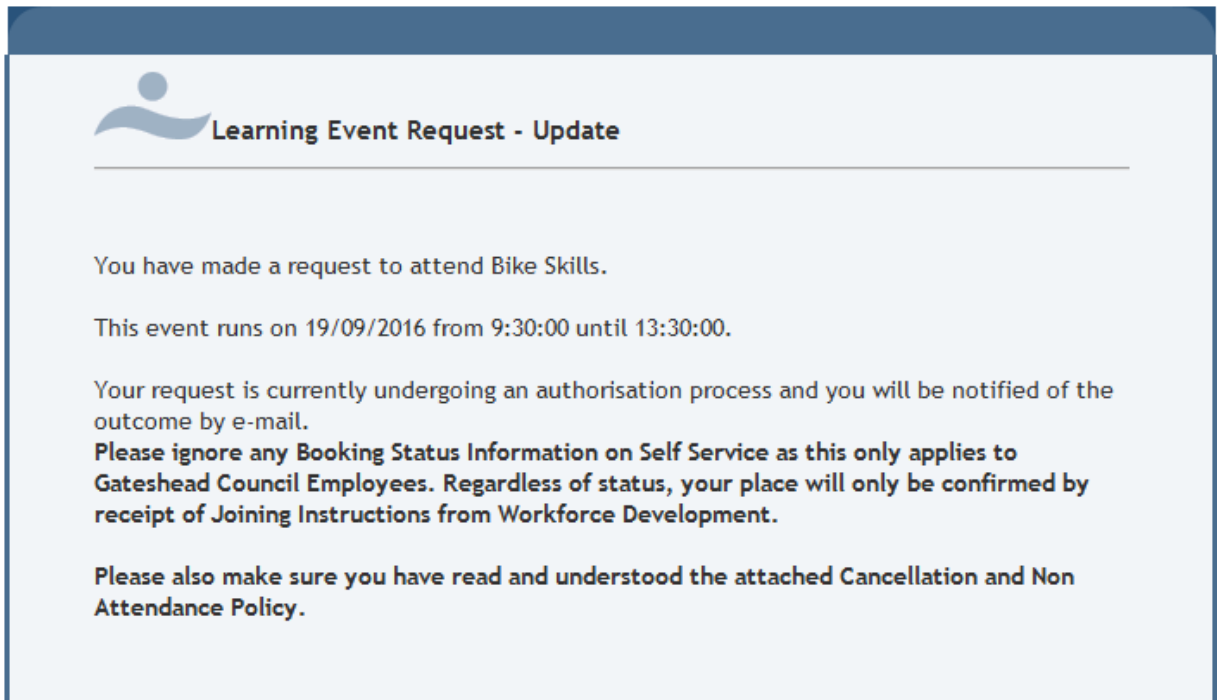 Learning Event Request - Update
You have made a request to attend Bike Skills.
This event runs on 19/09/2016 from 9:30:00 until 13:30:00.
Your request is currently undergoing an authorisation process and you will be notified of the
outcome by e-mail.
Please ignore any Booking Status Information on Self Service as this only applies to
Gateshead Council Employees. Regardless of status, your place will only be confirmed by
receipt of Joining Instructions from Workforce Development.
Please also make sure you have read and understood the attached Cancellation and Non
Attendance Policy.